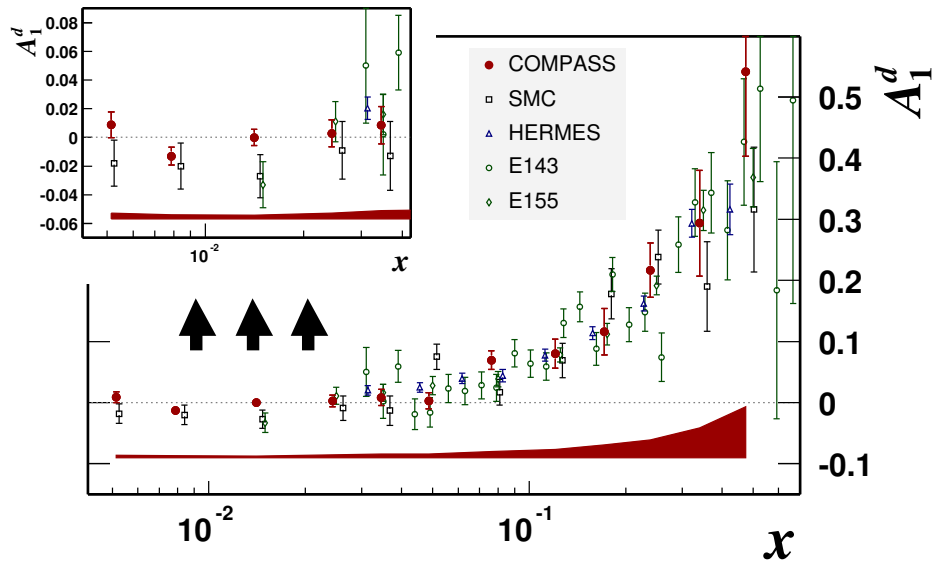 A₁ᵈ
0.08
0.06
0.04
0.02
0
-0.02
-0.04
-0.06
10⁻²
x
COMPASS
SMC
HERMES
E143
E155
A₁ᵈ
0.5
0.4
0.3
0.2
0.1
0
-0.1
10⁻²
10⁻¹
x